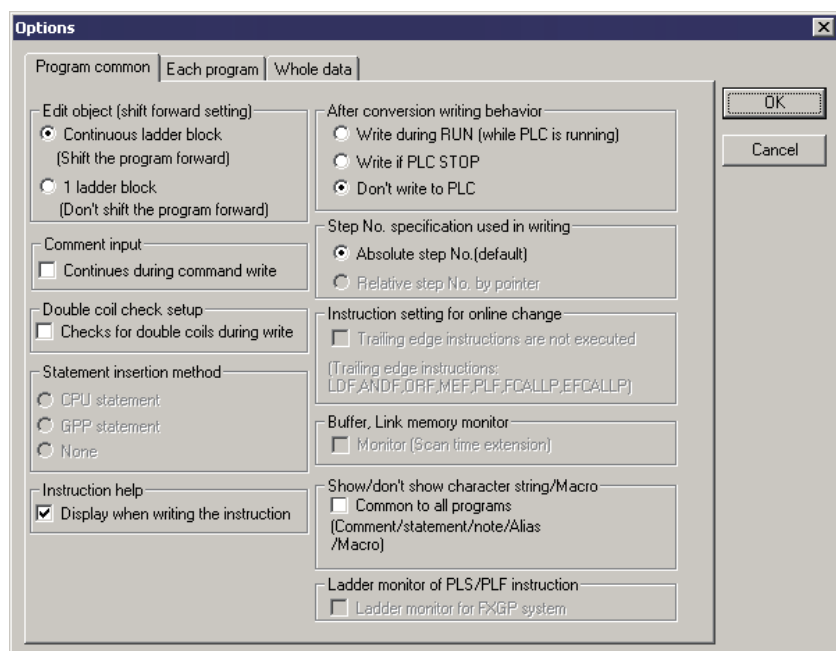 Options
Program common
Each program
Whole data
Edit object (shift forward setting)
Continuous ladder block
(Shift the program forward)
1 ladder block
(Don't shift the program forward)
Comment input
Continues during command write
Double coil check setup
Checks for double coils during write
Statement insertion method
CPU statement
GPP statement
None
Instruction help
Display when writing the instruction
After conversion writing behavior
Write during RUN (while PLC is running)
Write if PLC STOP
Don't write to PLC
Step No. specification used in writing
Absolute step No.(default)
Relative step No. by pointer
Instruction setting for online change
Trailing edge instructions are not executed
(Trailing edge instructions:
LDF,ANDF,ORF,MEF,PLF,FCALLP,EFCALLP)
Buffer, Link memory monitor
Monitor (Scan time extension)
Show/don't show character string/Macro
Common to all programs
(Comment/statement/note/Alias
/Macro)
Ladder monitor of PLS/PLF instruction
Ladder monitor for FXGP system
OK
Cancel